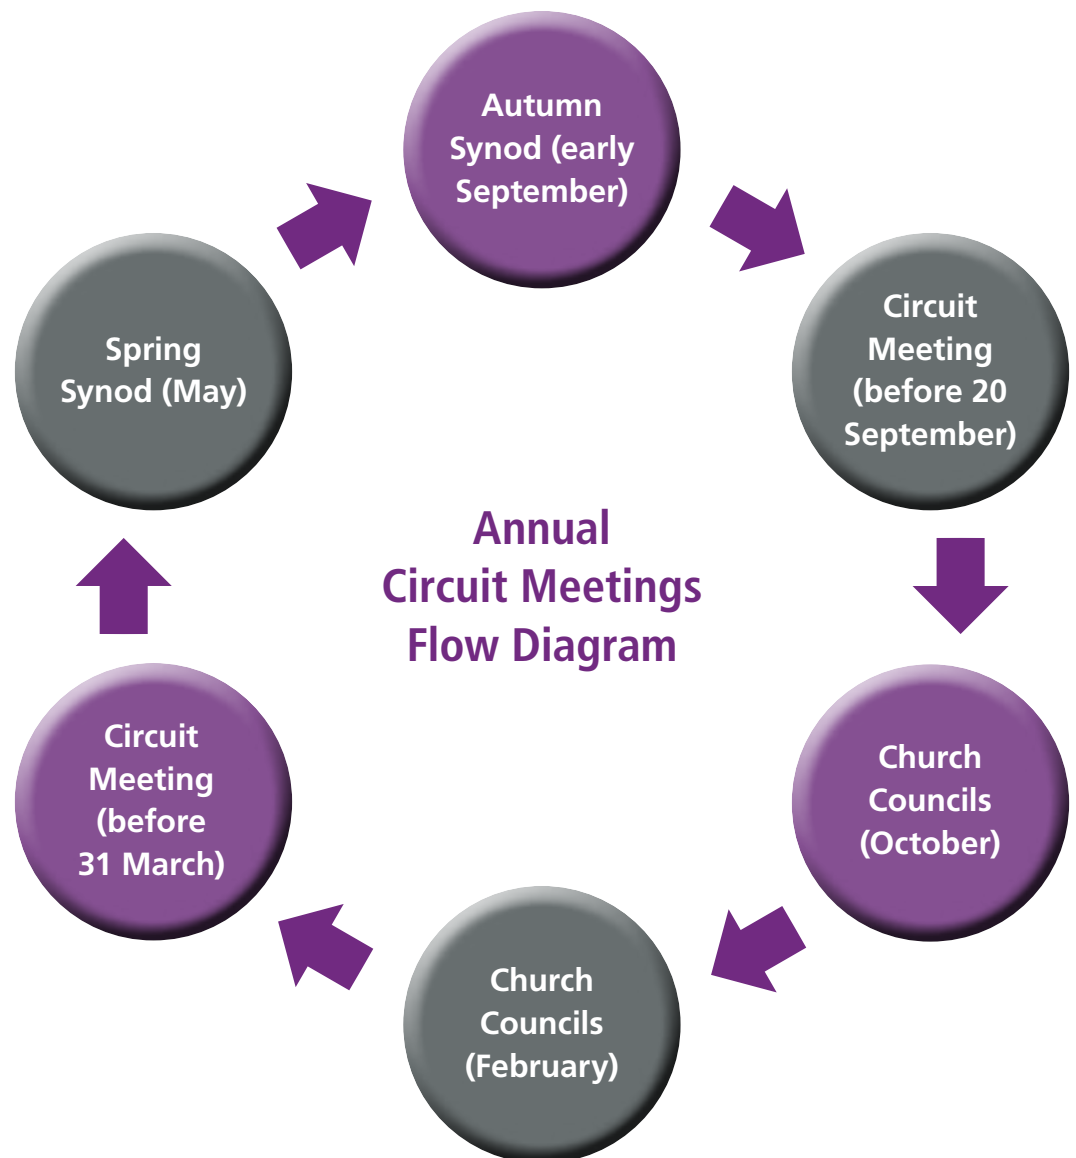 Autumn
Synod (early
September)
Circuit
Meeting
(before 20
September)
Church
Councils
(October)
Church
Councils
(February)
Circuit
Meeting
(before
31 March)
Spring
Synod (May)
Annual
Circuit Meetings
Flow Diagram